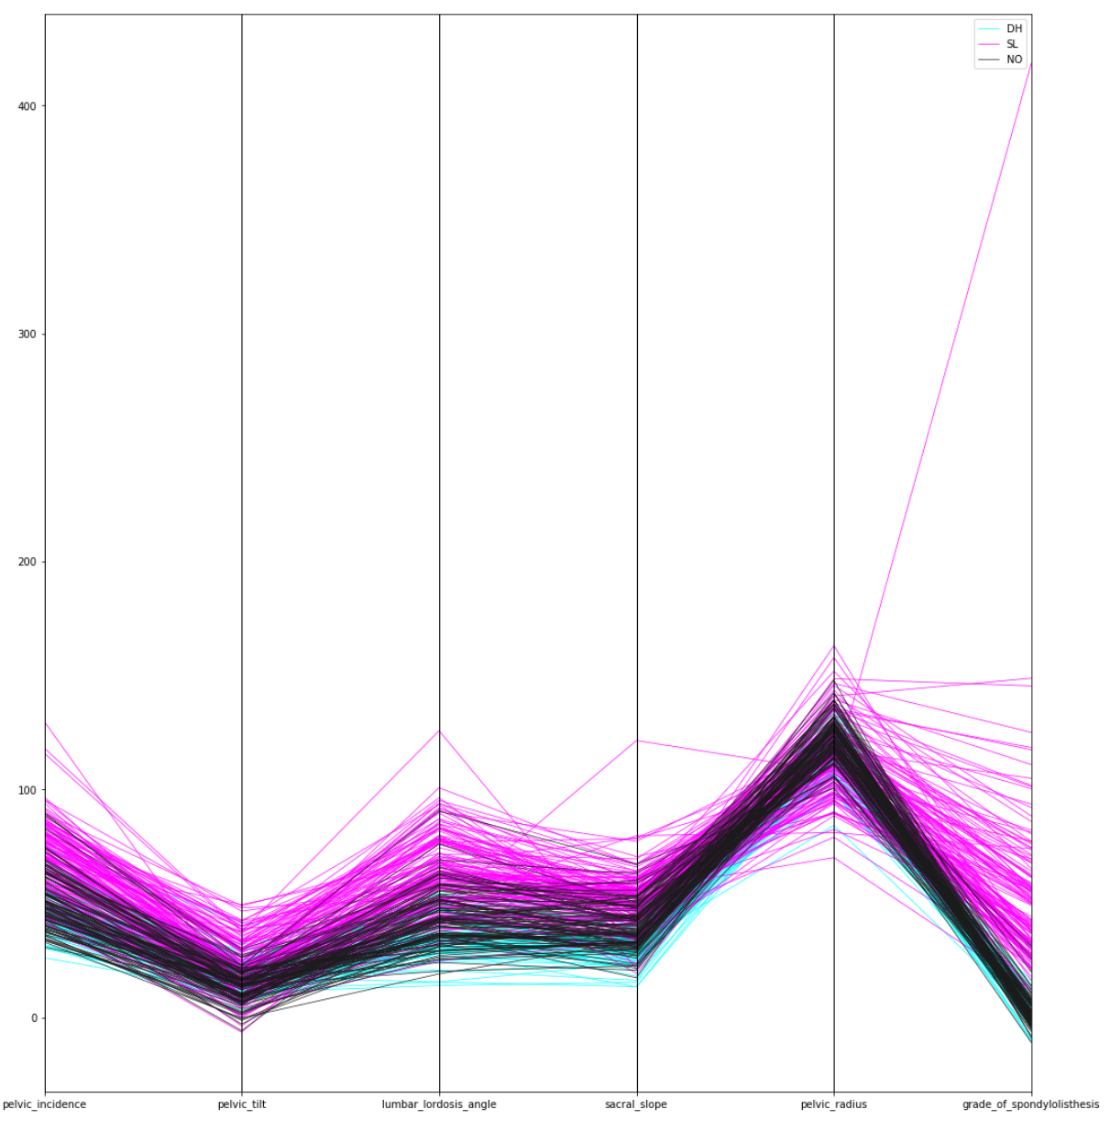 DH
SL
NO
400
300
200
100
0
pelvic_incidence pelvic_tilt lumbar_lordosis_angle sacral_slope pelvic_radius grade_of_spondylolisthesis